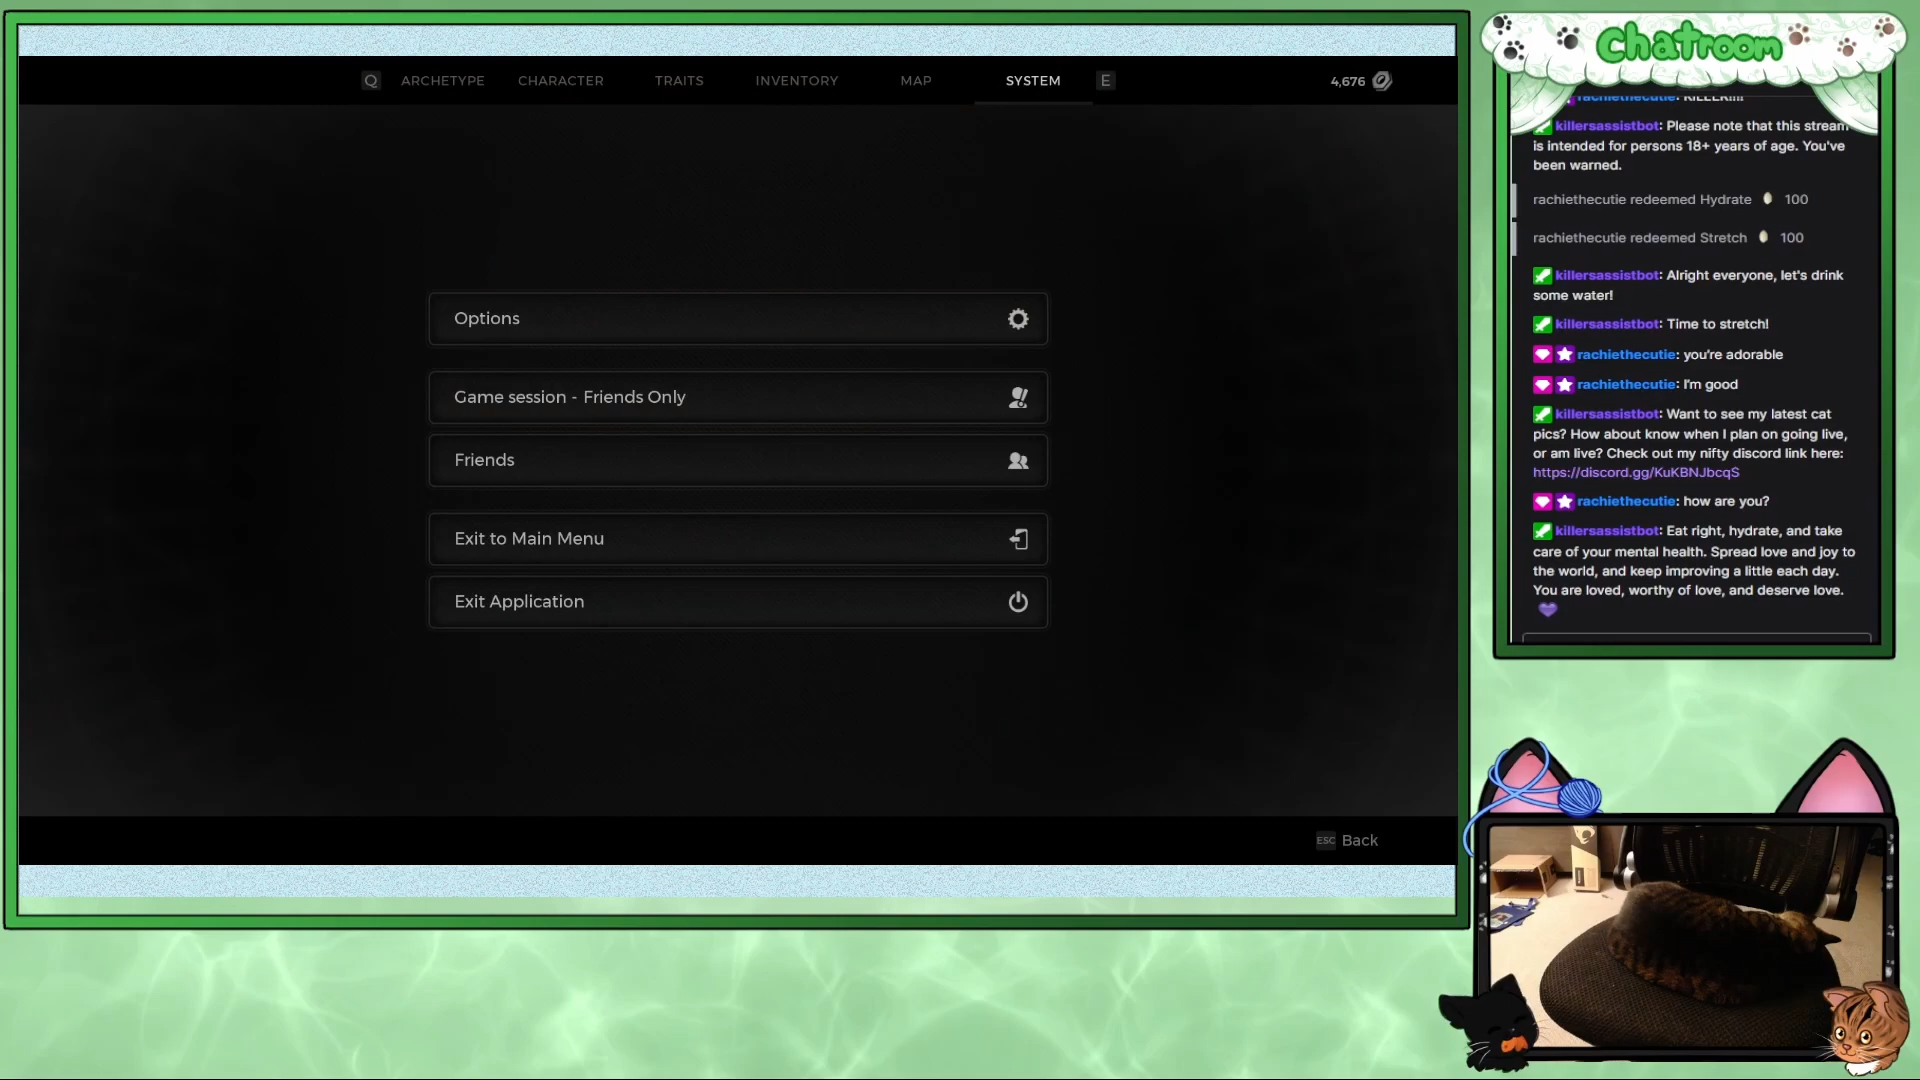 Q ARCHETYPE CHARACTER TRAITS INVENTORY MAP SYSTEM E 4,676
Options
Game session - Friends Only
Friends
Exit to Main Menu
Exit Application
ESC Back
Chatroom
rachiethecutie: KILLER!!!!
killersassistbot: Please note that this stream
is intended for persons 18+ years of age. You've
been warned.
rachiethecutie redeemed Hydrate 100
rachiethecutie redeemed Stretch 100
killersassistbot: Alright everyone, let's drink
some water!
killersassistbot: Time to stretch!
rachiethecutie: you're adorable
rachiethecutie: I'm good
killersassistbot: Want to see my latest cat
pics? How about know when I plan on going live,
or am live? Check out my nifty discord link here:
https://discord.gg/KuKBNJbcqS
rachiethecutie: how are you?
killersassistbot: Eat right, hydrate, and take
care of your mental health. Spread love and joy to
the world, and keep improving a little each day.
You are loved, worthy of love, and deserve love.